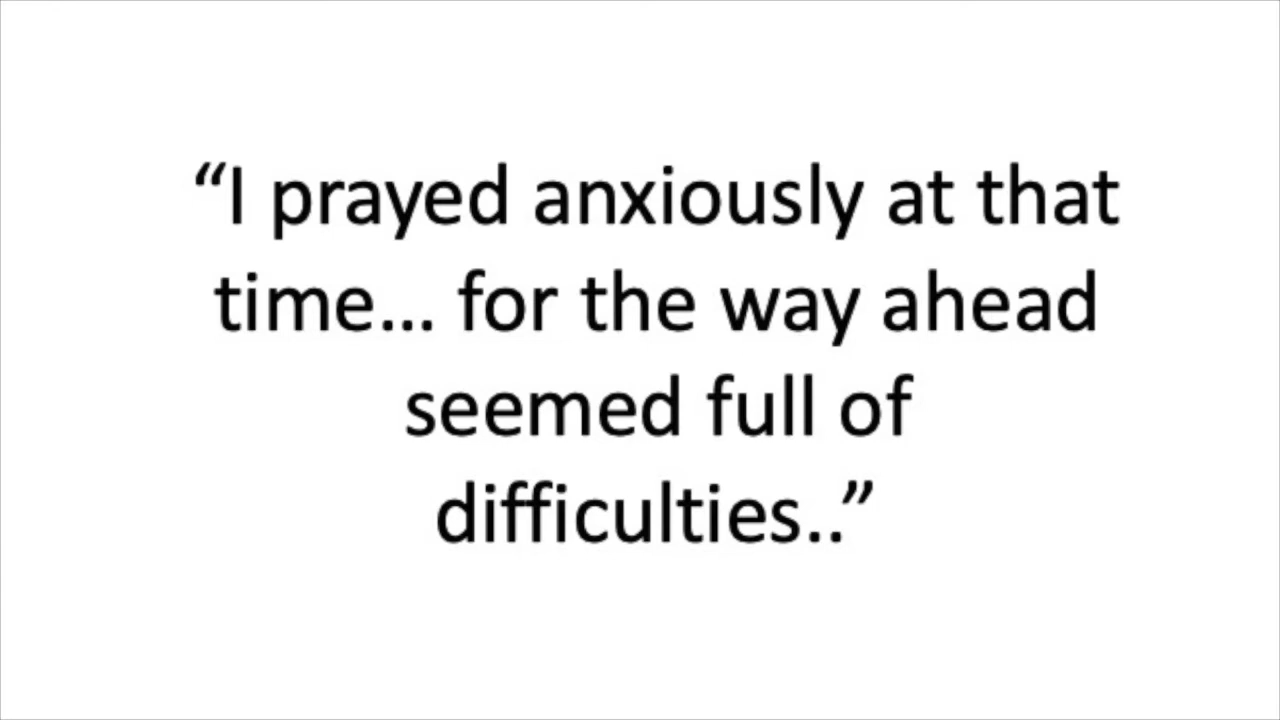 “I prayed anxiously at that
time... for the way ahead
seemed full of
difficulties..”